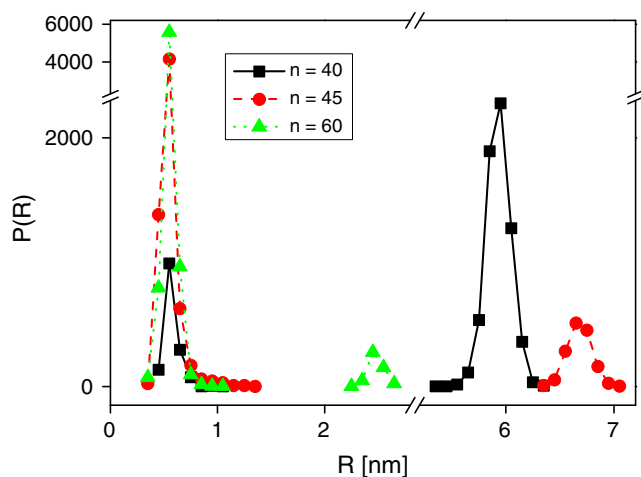 6000
4000
2000
0
P(R)
n = 40
n = 45
n = 60
0 1 2 6 7
R [nm]